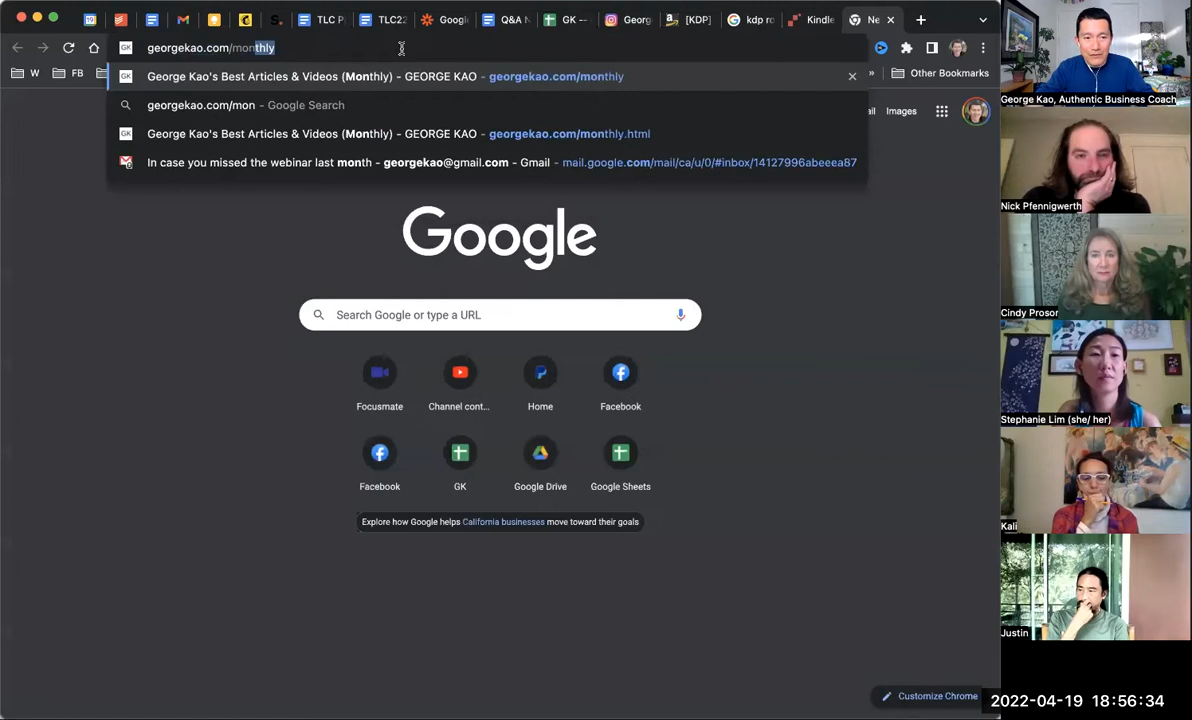 TLC P
TLC22
Googl
Q&A N
GK --
Georg
[KDP]
kdp ro
Kindle
Ne
georgekao.com/monthly
W
FB
Other Bookmarks
George Kao's Best Articles & Videos (Monthly) - GEORGE KAO - georgekao.com/monthly
georgekao.com/mon - Google Search
George Kao's Best Articles & Videos (Monthly) - GEORGE KAO - georgekao.com/monthly.html
In case you missed the webinar last month - georgekao@gmail.com - Gmail - mail.google.com/mail/ca/u/0/#inbox/14127996abeeea87
ail Images
Google
Search Google or type a URL
Focusmate
Channel cont...
Home
Facebook
Facebook
GK
Google Drive
Google Sheets
Explore how Google helps California businesses move toward their goals
Customize Chrome
George Kao, Authentic Business Coach
Nick Pfennigwerth
Cindy Proson
Stephanie Lim (she/ her)
Kali
Justin
2022-04-19 18:56:34